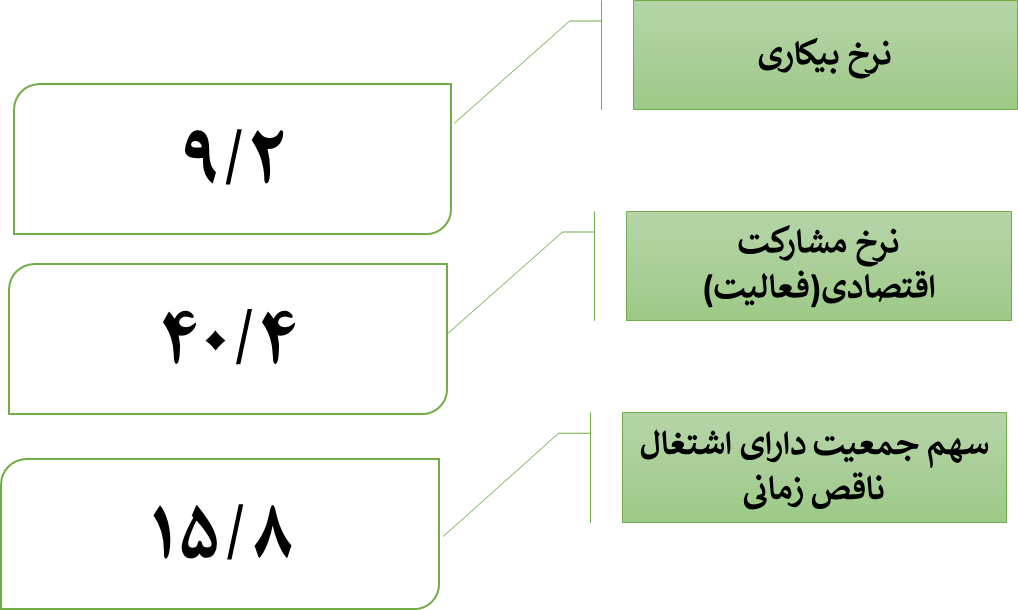 نرخ بیکاری
۹/۲
نرخ مشارکت
اقتصادی(فعالیت)
۴۰/۴
سهم جمعیت دارای اشتغال
ناقص زمانی
۱۵/۸